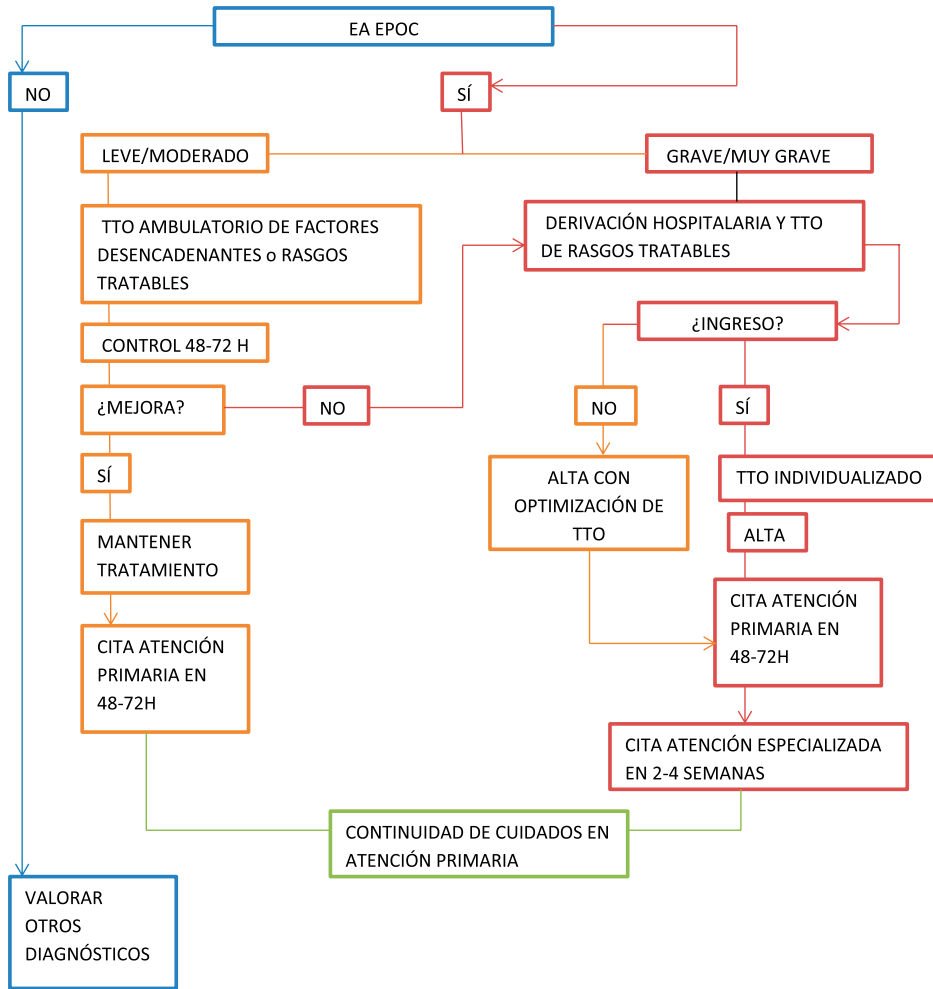 EA EPOC
NO
SÍ
LEVE/MODERADO
GRAVE/MUY GRAVE
TTO AMBULATORIO DE FACTORES
DESENCADENANTES o RASGOS
TRATABLES
DERIVACIÓN HOSPITALARIA Y TTO
DE RASGOS TRATABLES
CONTROL 48-72 H
¿INGRESO?
¿MEJORA?
NO
NO
SÍ
SÍ
ALTA CON
OPTIMIZACIÓN DE
TTO
TTO INDIVIDUALIZADO
ALTA
MANTENER
TRATAMIENTO
CITA ATENCIÓN
PRIMARIA EN
48-72H
CITA ATENCIÓN
PRIMARIA EN
48-72H
CITA ATENCIÓN ESPECIALIZADA
EN 2-4 SEMANAS
CONTINUIDAD DE CUIDADOS EN
ATENCIÓN PRIMARIA
VALORAR
OTROS
DIAGNÓSTICOS